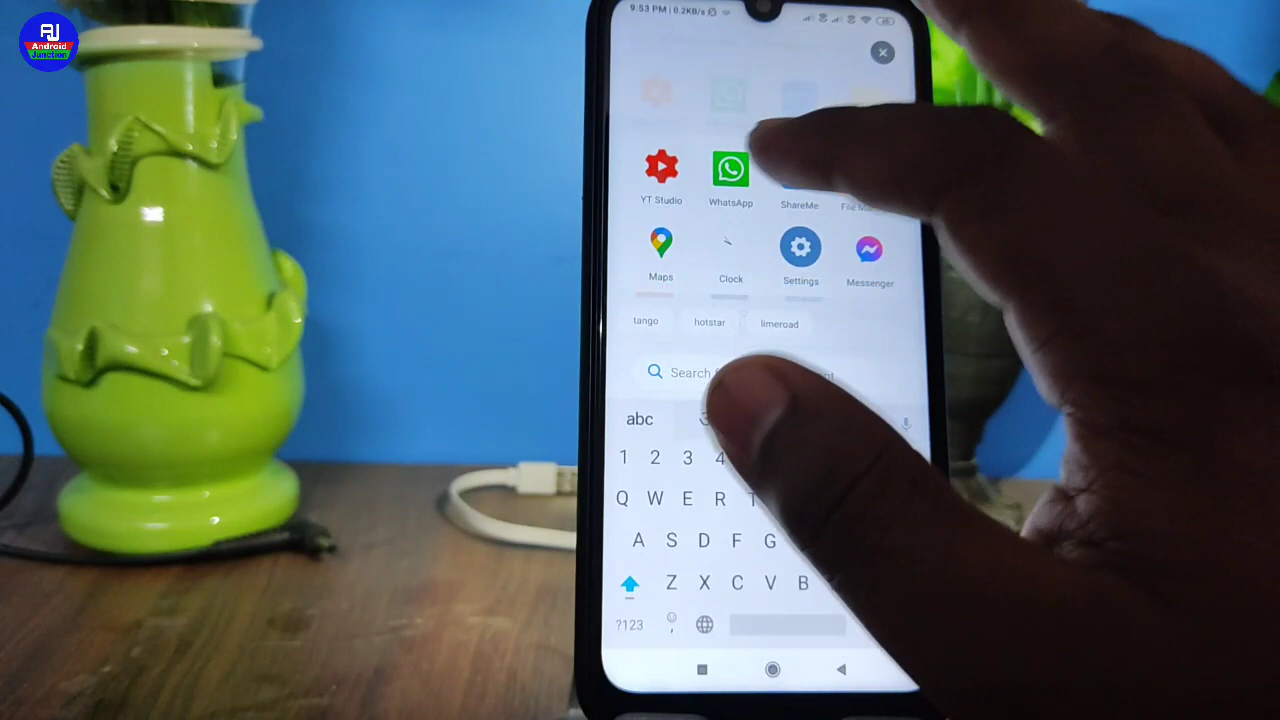 AJ
Android
Junction
9:53 PM | 0.2KB/s
YT Studio
WhatsApp
ShareMe
File
Maps
Clock
Settings
Messenger
tango
hotstar
limeroad
Search
abc
1 2 3 4
Q W E R T
A S D F G
Z X C V B
?123 ,